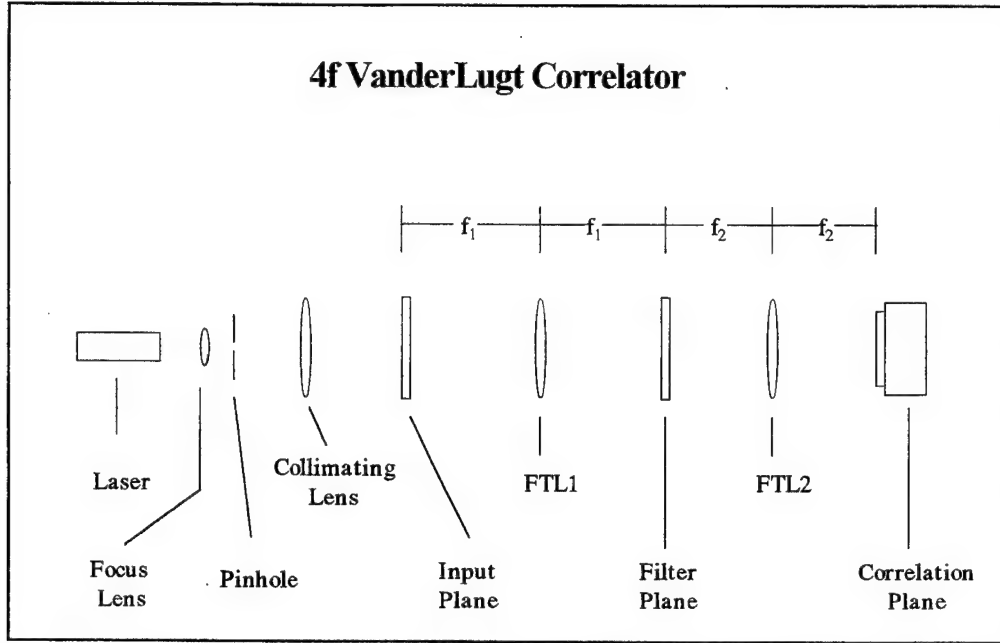 4f VanderLugt Correlator
f₁ f₁ f₂ f₂
Laser
Collimating
Lens
FTL1
FTL2
Focus
Lens
Pinhole
Input
Plane
Filter
Plane
Correlation
Plane